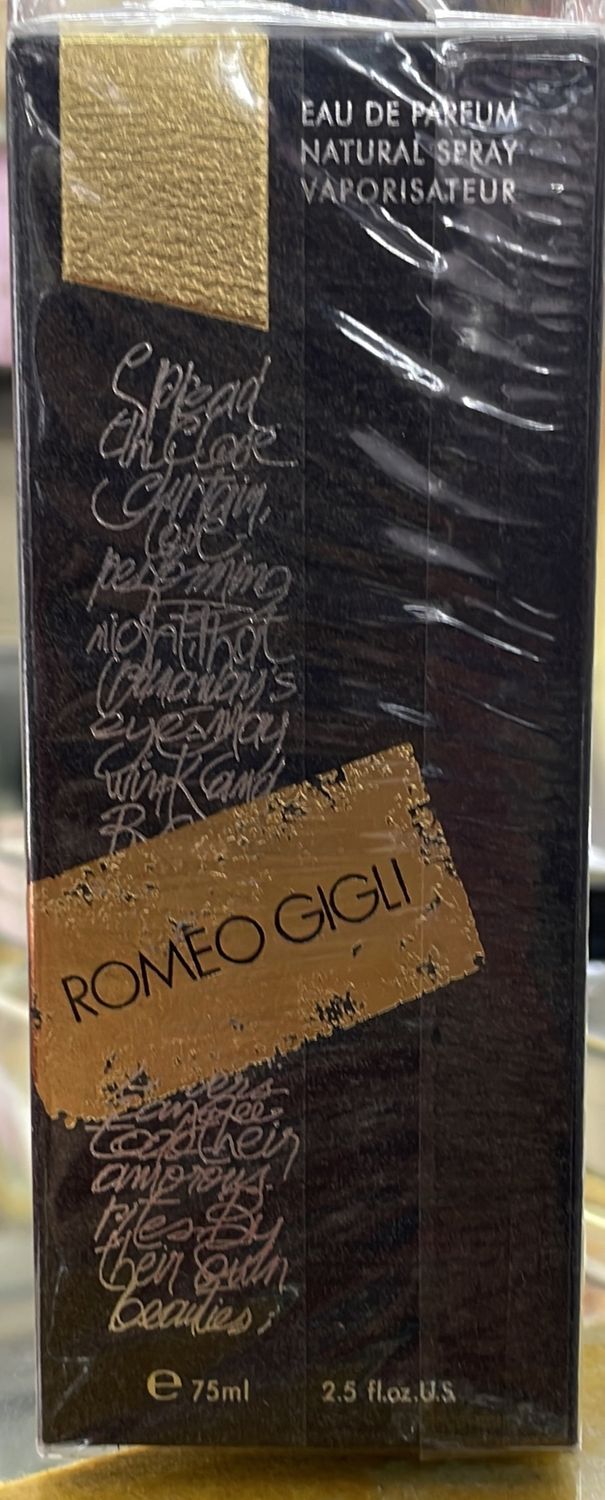 EAU DE PARFUM
NATURAL SPRAY
VAPORISATEUR
Spread
thy close
curtain,
love-
performing
night, that
runaway's
eyes may
wink and
ROMEO GIGLI
to do their
amorous
rites By
their own
beauties;
e 75ml 2.5 fl.oz.U.S